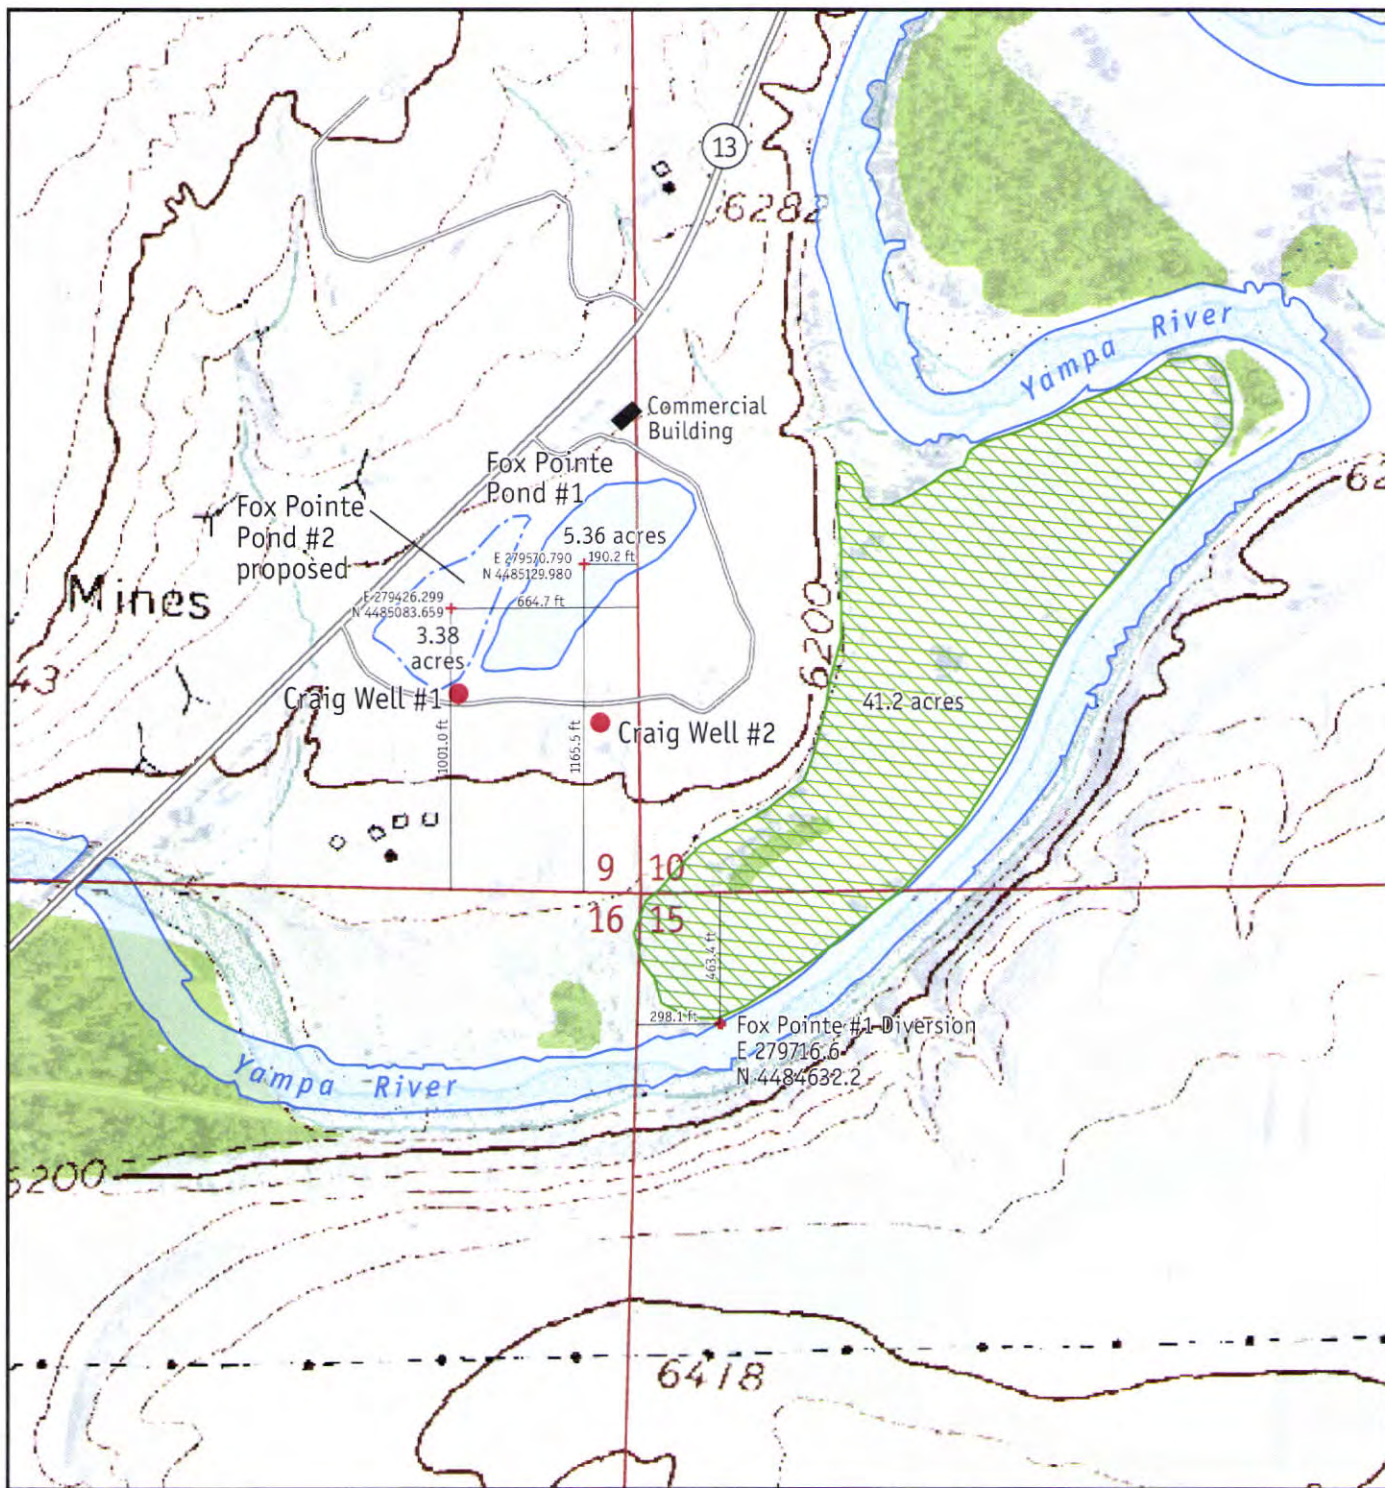 13
6282
Yampa River
Commercial
Building
Fox Pointe
Pond #1
Fox Pointe
Pond #2
proposed
5.36 acres
E 279570.790
N 4485129.980
190.2 ft
Mines
E 279426.299
N 4485083.659
664.7 ft
3.38
acres
6200
43
Craig Well #1
41.2 acres
Craig Well #2
1001.0 ft
1165.5 ft
9 10
16 15
463.4 ft
298.1 ft
Fox Pointe #1 Diversion
E 279716.6
N 4484632.2
Yampa River
6200
6418